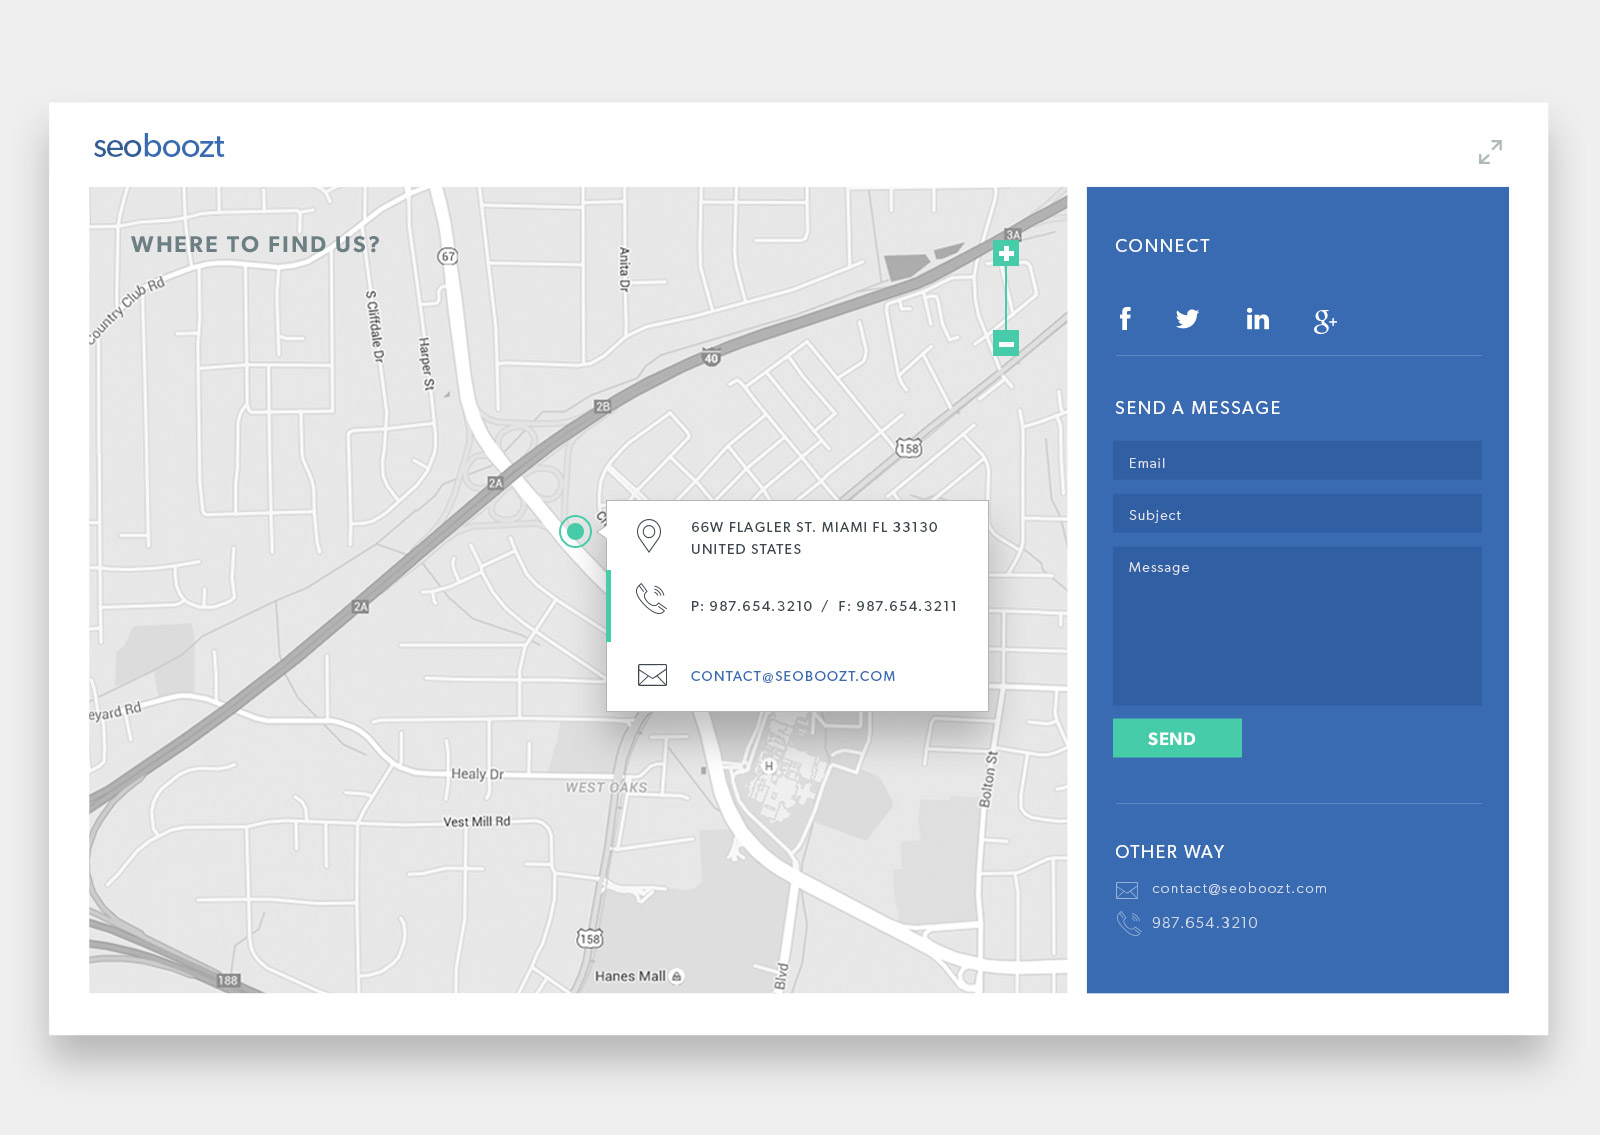 seoboozt
WHERE TO FIND US?
67
3A
Country Club Rd
S Cliffdale Dr
Anita Dr
Harper St
40
2B
158
2A
66W FLAGLER ST. MIAMI FL 33130
UNITED STATES
P: 987.654.3210 / F: 987.654.3211
CONTACT@SEOBOOZT.COM
2A
eyard Rd
Healy Dr
WEST OAKS
H
Bolton St
Vest Mill Rd
158
Hanes Mall
Blvd
188
CONNECT
f
in
g+
SEND A MESSAGE
Email
Subject
Message
SEND
OTHER WAY
contact@seoboozt.com
987.654.3210